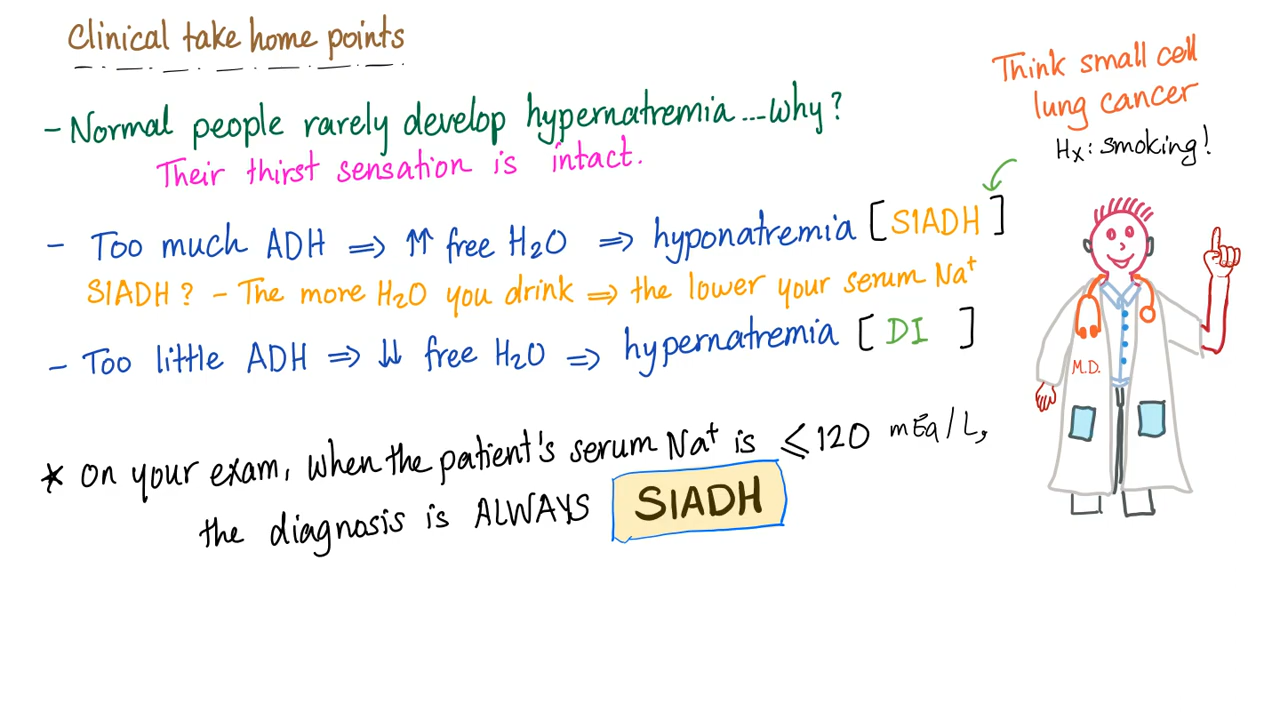 Clinical take home points
- Normal people rarely develop hypernatremia...why?
Their thirst sensation is intact.
Think small cell
lung cancer
Hx: smoking!
- Too much ADH ⇒ ↑↑ free H₂O ⇒ hyponatremia [SIADH]
SIADH? - The more H₂O you drink ⇒ the lower your serum Na⁺
- Too little ADH ⇒ ↓↓ free H₂O ⇒ hypernatremia [DI]
M.D.
* on your exam, when the patient's serum Na⁺ is ≤120 mEq/L,
the diagnosis is ALWAYS SIADH